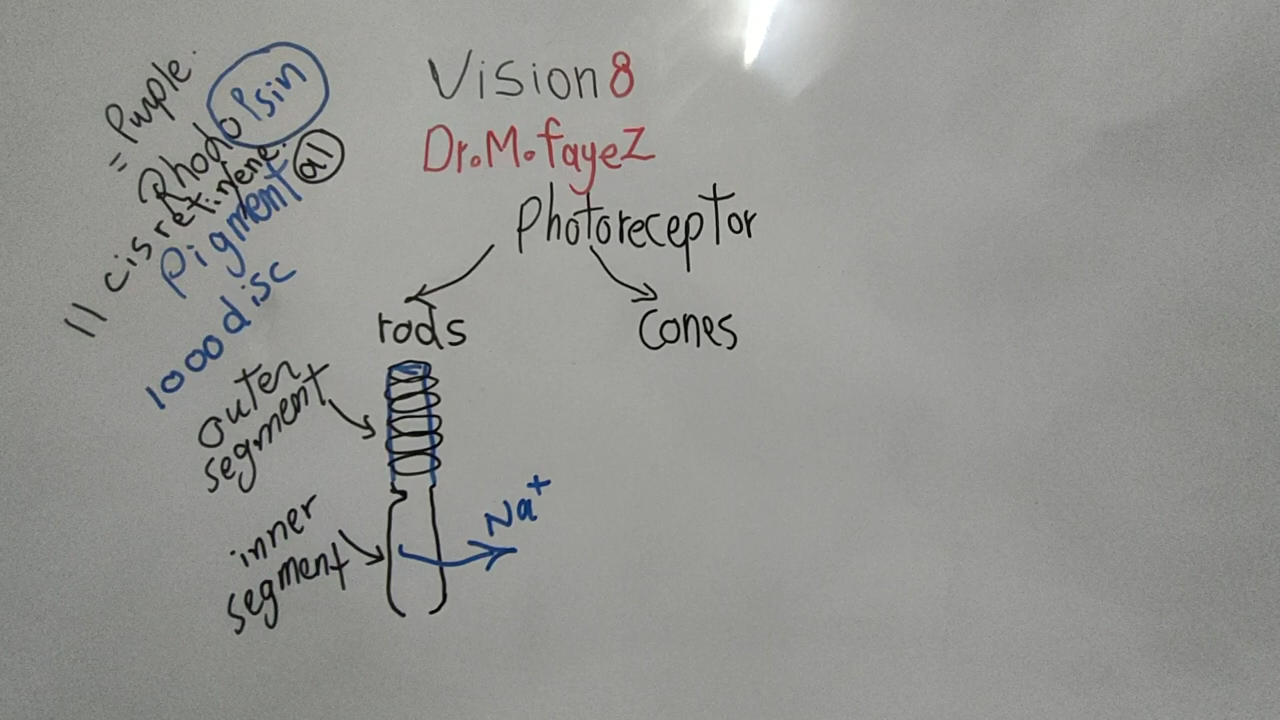 Vision 8
Dr.M.fayeZ
Photoreceptor
rods
Cones
= Purple
Rhodopsin
11 cis retinene al
Pigment
1000 disc
outer
segment
inner
segment
Na+